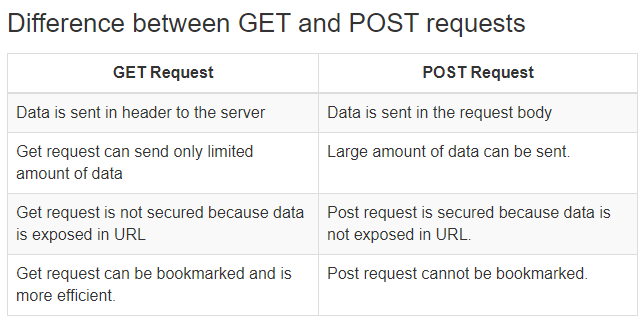 Difference between GET and POST requests
GET Request
POST Request
Data is sent in header to the server
Data is sent in the request body
Get request can send only limited
amount of data
Large amount of data can be sent.
Get request is not secured because data
is exposed in URL
Post request is secured because data is
not exposed in URL.
Get request can be bookmarked and is
more efficient.
Post request cannot be bookmarked.